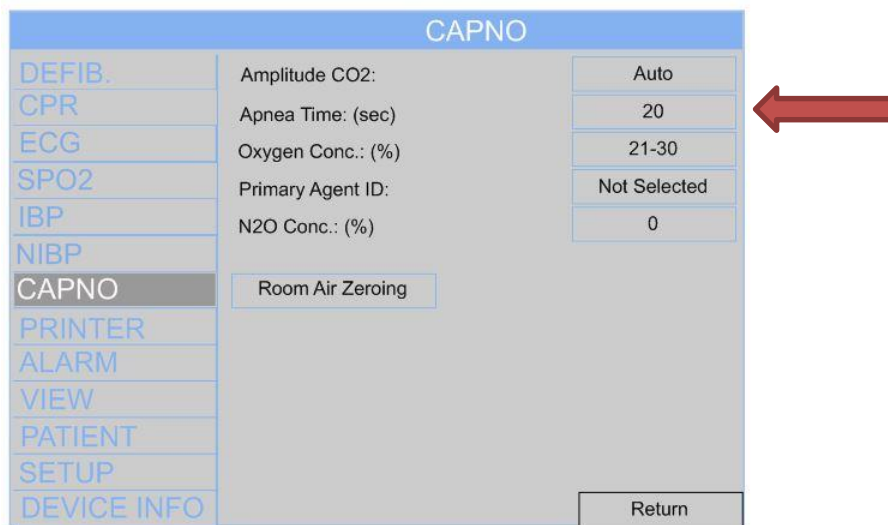 CAPNO
DEFIB.
CPR
ECG
SPO2
IBP
NIBP
CAPNO
PRINTER
ALARM
VIEW
PATIENT
SETUP
DEVICE INFO
Amplitude CO2: Auto
Apnea Time: (sec) 20
Oxygen Conc.: (%) 21-30
Primary Agent ID: Not Selected
N2O Conc.: (%) 0
Room Air Zeroing
Return